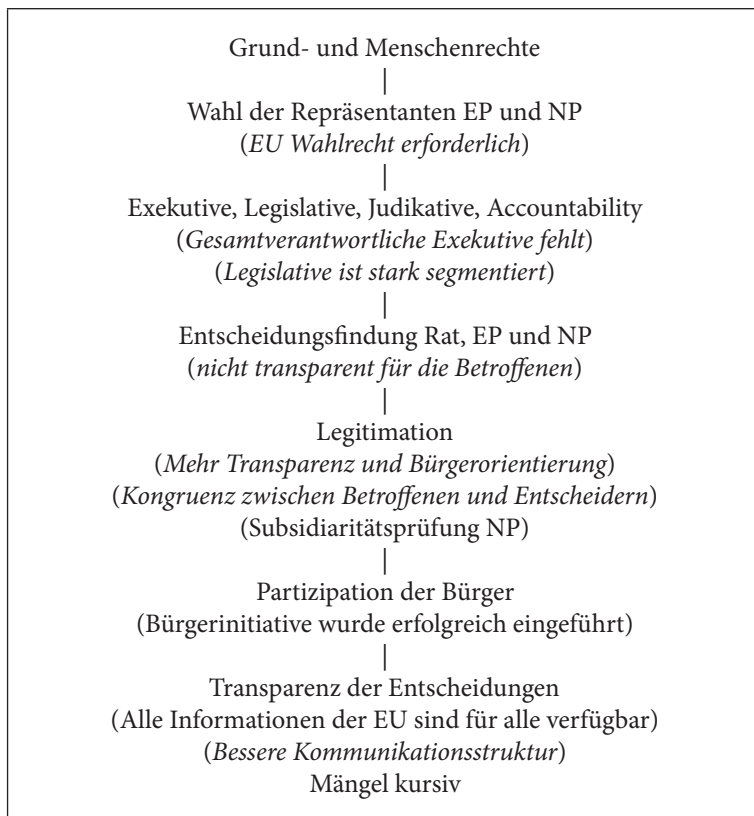 Grund- und Menschenrechte
|
Wahl der Repräsentanten EP und NP
(EU Wahlrecht erforderlich)
|
Exekutive, Legislative, Judikative, Accountability
(Gesamtverantwortliche Exekutive fehlt)
(Legislative ist stark segmentiert)
|
Entscheidungsfindung Rat, EP und NP
(nicht transparent für die Betroffenen)
|
Legitimation
(Mehr Transparenz und Bürgerorientierung)
(Kongruenz zwischen Betroffenen und Entscheidern)
(Subsidiaritätsprüfung NP)
|
Partizipation der Bürger
(Bürgerinitiative wurde erfolgreich eingeführt)
|
Transparenz der Entscheidungen
(Alle Informationen der EU sind für alle verfügbar)
(Bessere Kommunikationsstruktur)
Mängel kursiv